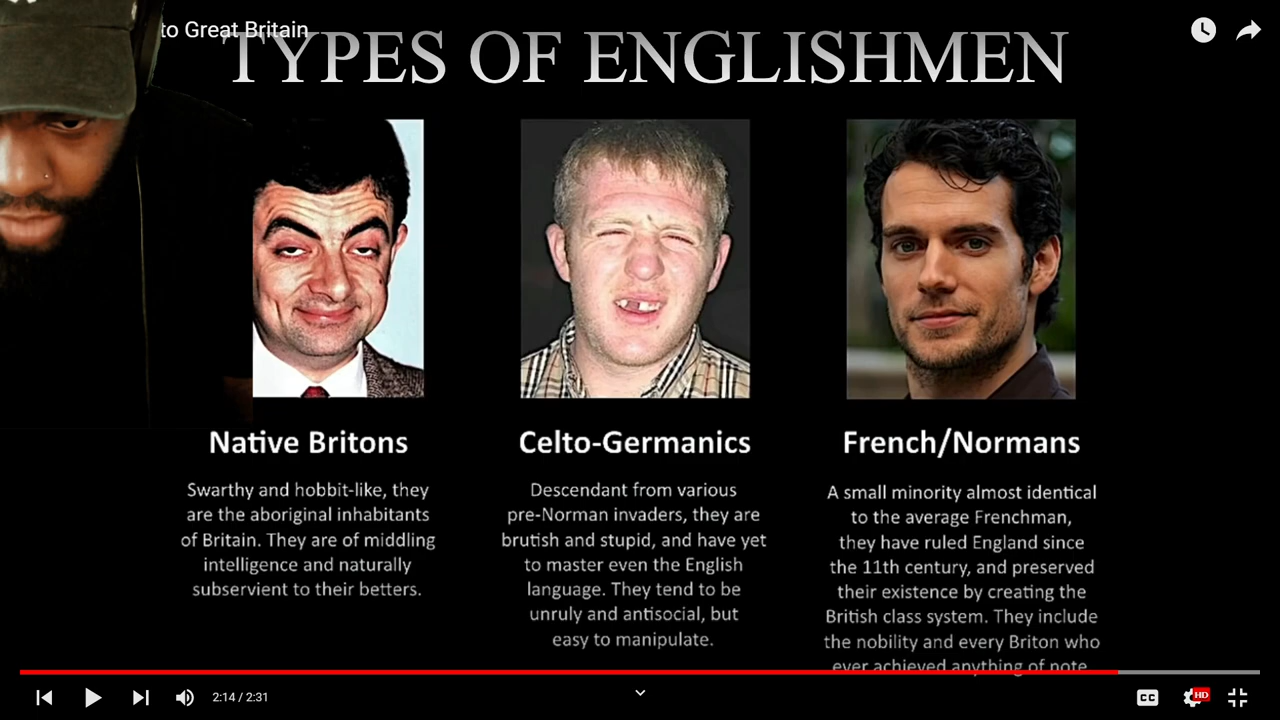 to Great Britain
TYPES OF ENGLISHMEN
Native Britons
Swarthy and hobbit-like, they
are the aboriginal inhabitants
of Britain. They are of middling
intelligence and naturally
subservient to their betters.
Celto-Germanics
Descendant from various
pre-Norman invaders, they are
brutish and stupid, and have yet
to master even the English
language. They tend to be
unruly and antisocial, but
easy to manipulate.
French/Normans
A small minority almost identical
to the average Frenchman,
they have ruled England since
the 11th century, and preserved
their existence by creating the
British class system. They include
the nobility and every Briton who
ever achieved anything of note.
2:14 / 2:31
CC
HD